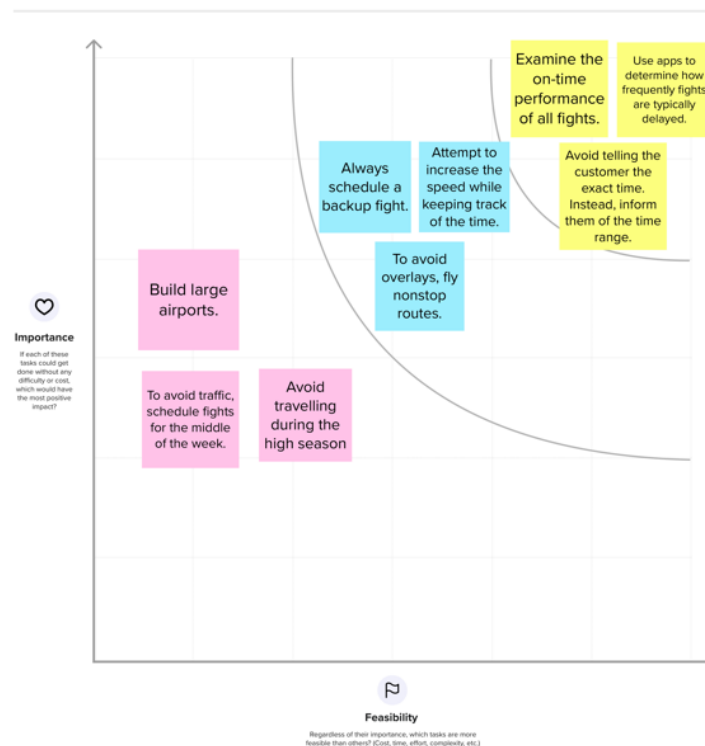 Examine the
on-time
performance
of all fights.
Use apps to
determine how
frequently fights
are typically
delayed.
Always
schedule a
backup fight.
Attempt to
increase the
speed while
keeping track
of the time.
Avoid telling the
customer the
exact time.
Instead, inform
them of the time
range.
To avoid
overlays, fly
nonstop
routes.
Build large
airports.
Importance
If each of these
tasks could get
done without any
difficulty or cost,
which would have
the most positive
impact?
To avoid traffic,
schedule fights
for the middle
of the week.
Avoid
travelling
during the
high season
Feasibility
Regardless of their importance, which tasks are more
feasible than others? (Cost, time, effort, complexity, etc.)